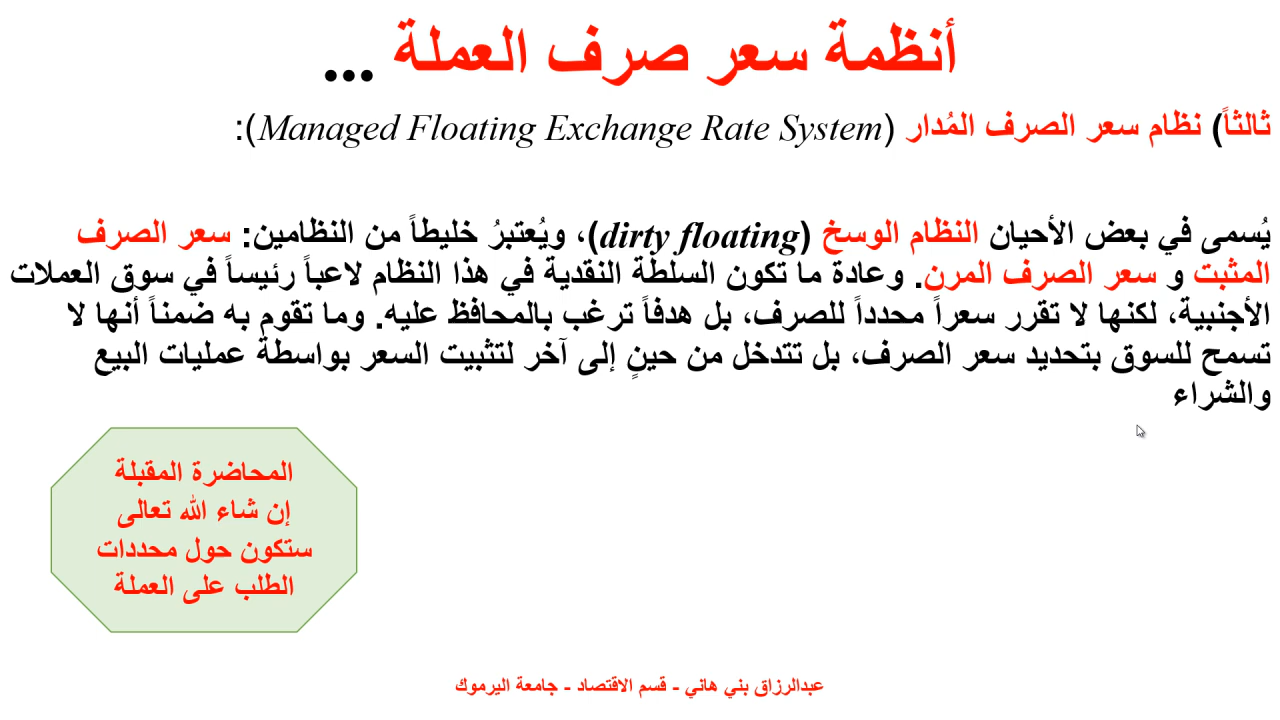 أنظمة سعر صرف العملة ...
ثالثاً) نظام سعر الصرف المُدار (Managed Floating Exchange Rate System):
يُسمى في بعض الأحيان النظام الوسخ (dirty floating)، ويُعتبرُ خليطاً من النظامين: سعر الصرف
المثبت و سعر الصرف المرن. وعادة ما تكون السلطة النقدية في هذا النظام لاعباً رئيساً في سوق العملات
الأجنبية، لكنها لا تقرر سعراً محدداً للصرف، بل هدفاً ترغب بالمحافظ عليه. وما تقوم به ضمناً أنها لا
تسمح للسوق بتحديد سعر الصرف، بل تتدخل من حينٍ إلى آخر لتثبيت السعر بواسطة عمليات البيع
والشراء
المحاضرة المقبلة
إن شاء الله تعالى
ستكون حول محددات
الطلب على العملة
عبدالرزاق بني هاني - قسم الاقتصاد - جامعة اليرموك